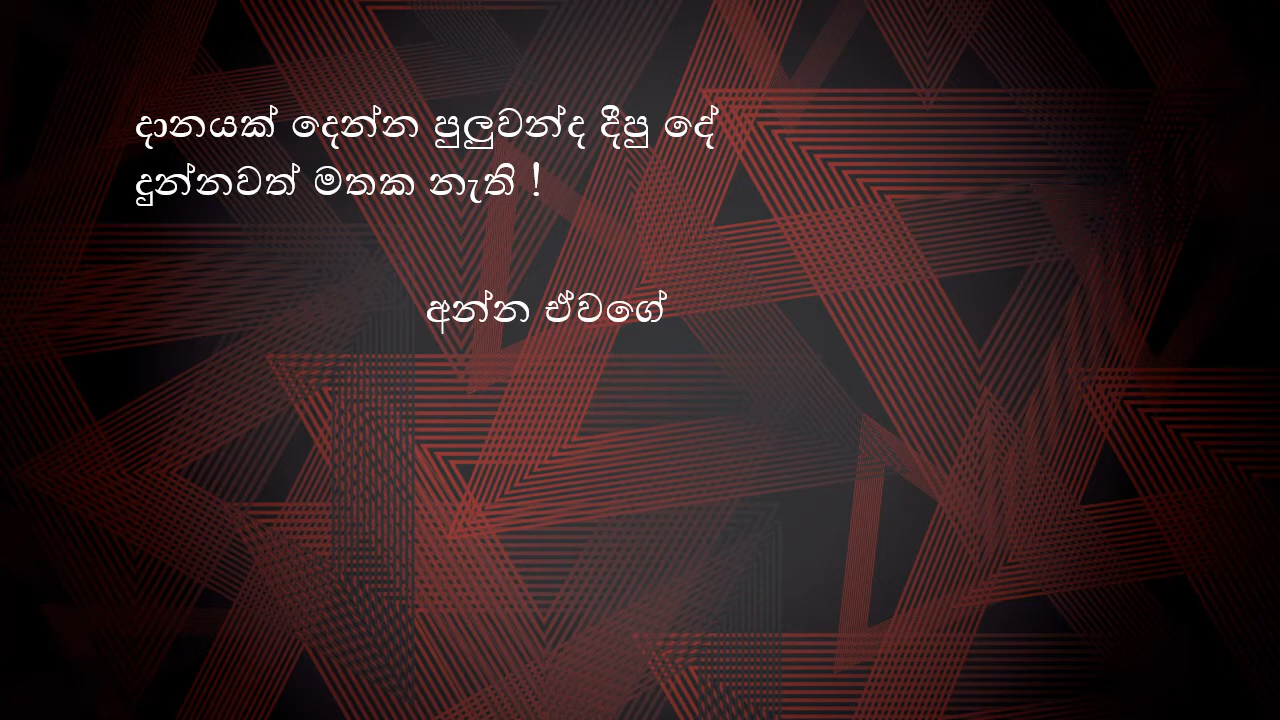 දානයක් දෙන්න පුලුවන්ද දීපු දේ
දුන්නවත් මතක නැති !
අන්න ඒවගේ